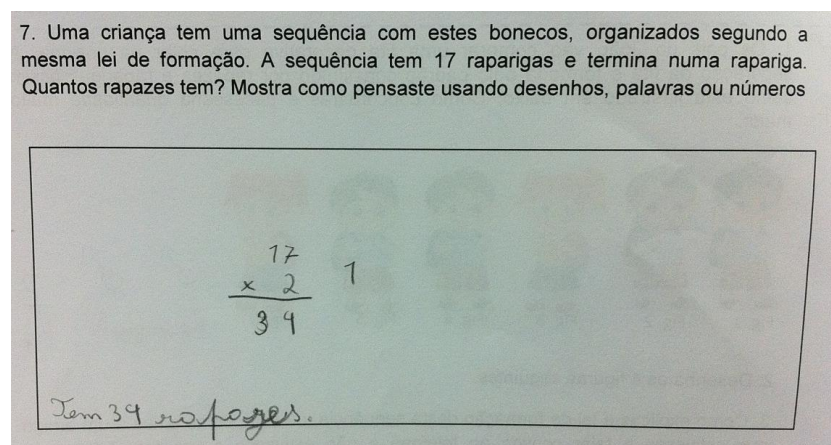 7. Uma criança tem uma sequência com estes bonecos, organizados segundo a
mesma lei de formação. A sequência tem 17 raparigas e termina numa rapariga.
Quantos rapazes tem? Mostra como pensaste usando desenhos, palavras ou números
17
x 2 1
34
Tem 34 rapazes.